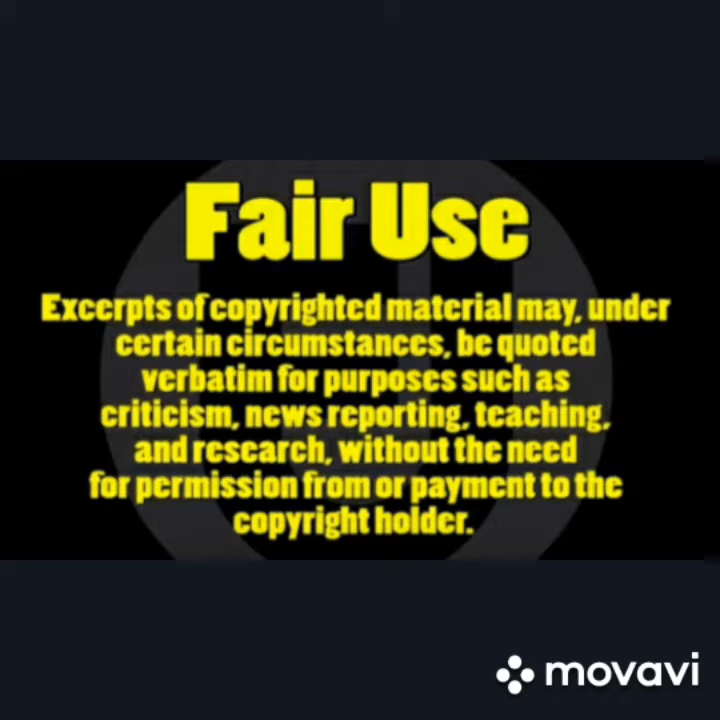 Fair Use
Excerpts of copyrighted material may, under
certain circumstances, be quoted
verbatim for purposes such as
criticism, news reporting, teaching,
and research, without the need
for permission from or payment to the
copyright holder.
movavi